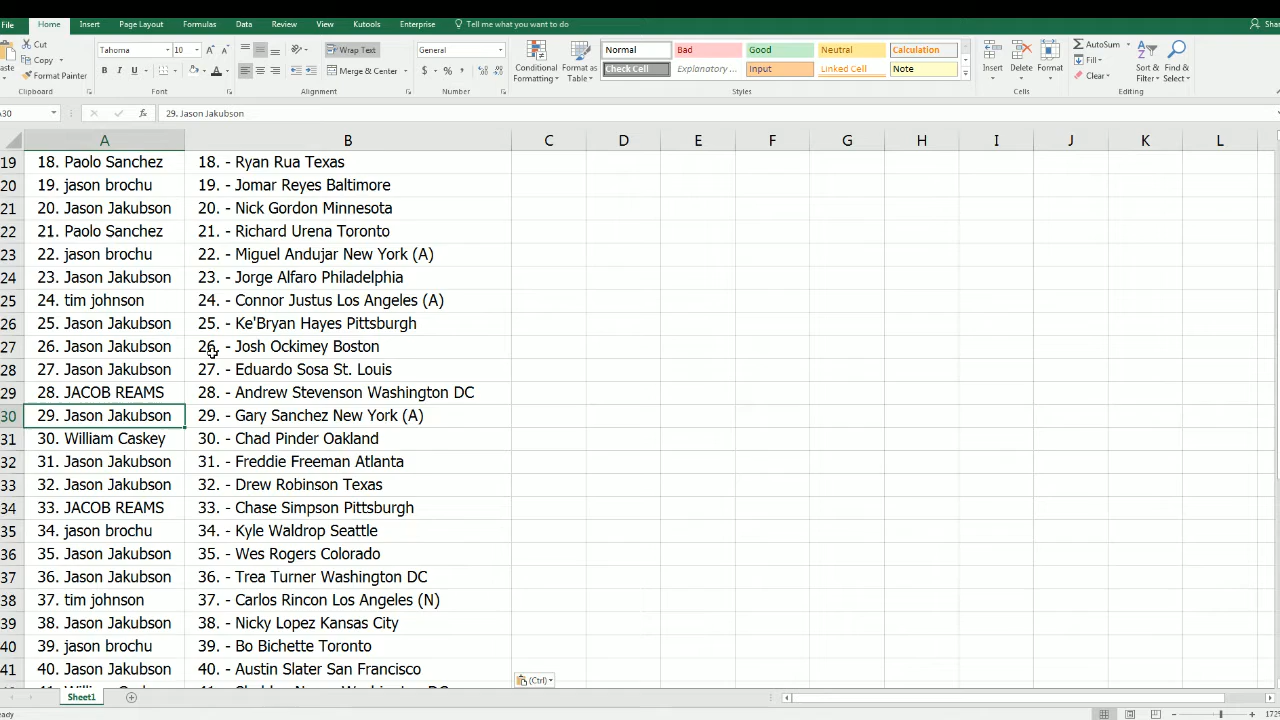 File Home Insert Page Layout Formulas Data Review View Kutools Enterprise Tell me what you want to do
Cut
Copy
Format Painter
Clipboard
Tahoma 10
B I U
Font
Wrap Text
Merge & Center
Alignment
General
$ % ,
Number
Conditional Formatting
Format as Table
Normal Bad Good Neutral Calculation
Check Cell Explanatory ... Input Linked Cell Note
Styles
Insert Delete Format
Cells
AutoSum
Fill
Clear
Sort & Filter
Find & Select
Editing
29. Jason Jakubson
A B C D E F G H I J K L
19 18. Paolo Sanchez 18. - Ryan Rua Texas
20 19. jason brochu 19. - Jomar Reyes Baltimore
21 20. Jason Jakubson 20. - Nick Gordon Minnesota
22 21. Paolo Sanchez 21. - Richard Urena Toronto
23 22. jason brochu 22. - Miguel Andujar New York (A)
24 23. Jason Jakubson 23. - Jorge Alfaro Philadelphia
25 24. tim johnson 24. - Connor Justus Los Angeles (A)
26 25. Jason Jakubson 25. - Ke'Bryan Hayes Pittsburgh
27 26. Jason Jakubson 26. - Josh Ockimey Boston
28 27. Jason Jakubson 27. - Eduardo Sosa St. Louis
29 28. JACOB REAMS 28. - Andrew Stevenson Washington DC
30 29. Jason Jakubson 29. - Gary Sanchez New York (A)
31 30. William Caskey 30. - Chad Pinder Oakland
32 31. Jason Jakubson 31. - Freddie Freeman Atlanta
33 32. Jason Jakubson 32. - Drew Robinson Texas
34 33. JACOB REAMS 33. - Chase Simpson Pittsburgh
35 34. jason brochu 34. - Kyle Waldrop Seattle
36 35. Jason Jakubson 35. - Wes Rogers Colorado
37 36. Jason Jakubson 36. - Trea Turner Washington DC
38 37. tim johnson 37. - Carlos Rincon Los Angeles (N)
39 38. Jason Jakubson 38. - Nicky Lopez Kansas City
40 39. jason brochu 39. - Bo Bichette Toronto
41 40. Jason Jakubson 40. - Austin Slater San Francisco
(Ctrl)
Sheet1